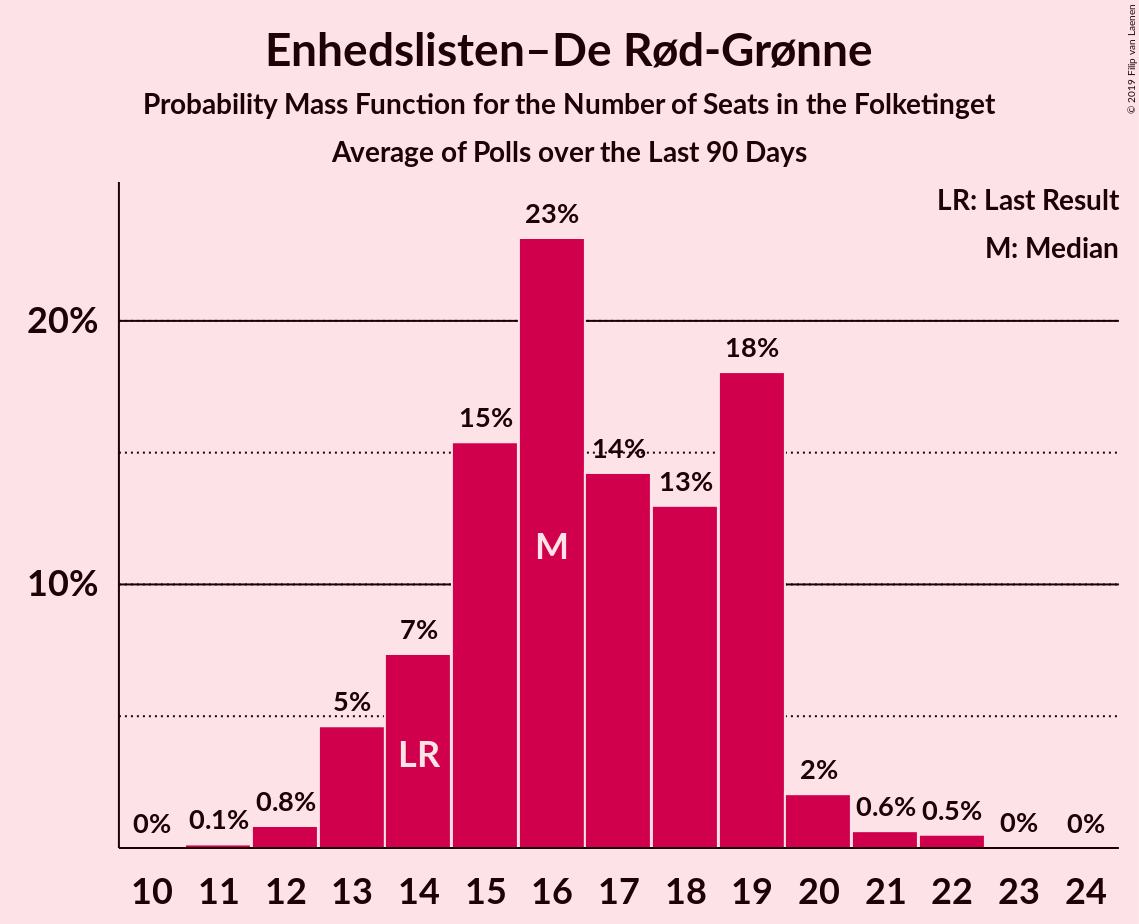 Enhedslisten–De Rød-Grønne
Probability Mass Function for the Number of Seats in the Folketinget
Average of Polls over the Last 90 Days
© 2019 Filip van Laenen
LR: Last Result
M: Median
23%
20%
18%
15%
14%
13%
M
10%
7%
5%
LR
2%
0%
0.1%
0.8%
0.6%
0.5%
0%
0%
10 11 12 13 14 15 16 17 18 19 20 21 22 23 24